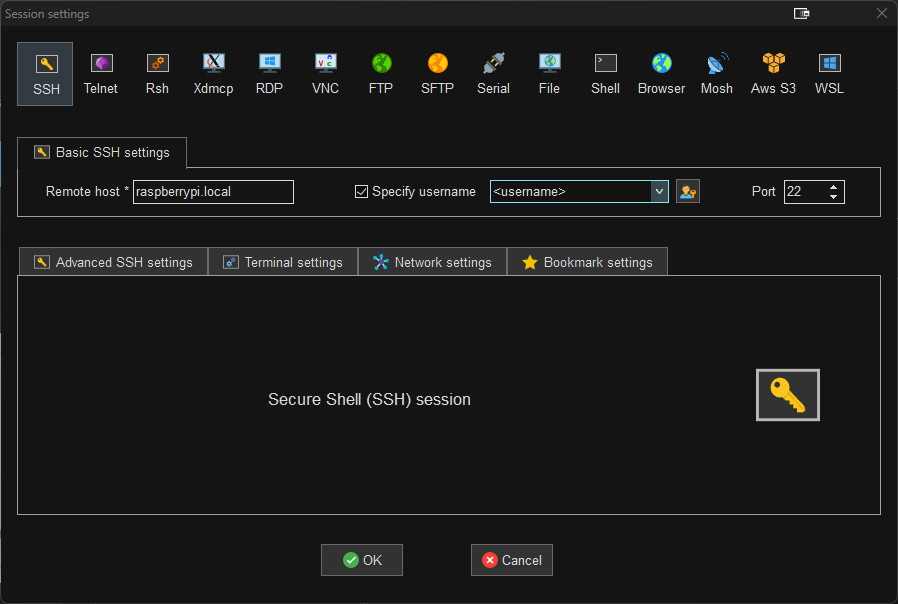 Session settings
SSH Telnet Rsh Xdmcp RDP VNC FTP SFTP Serial File Shell Browser Mosh Aws S3 WSL
Basic SSH settings
Remote host * raspberrypi.local Specify username <username> Port 22
Advanced SSH settings Terminal settings Network settings Bookmark settings
Secure Shell (SSH) session
OK Cancel